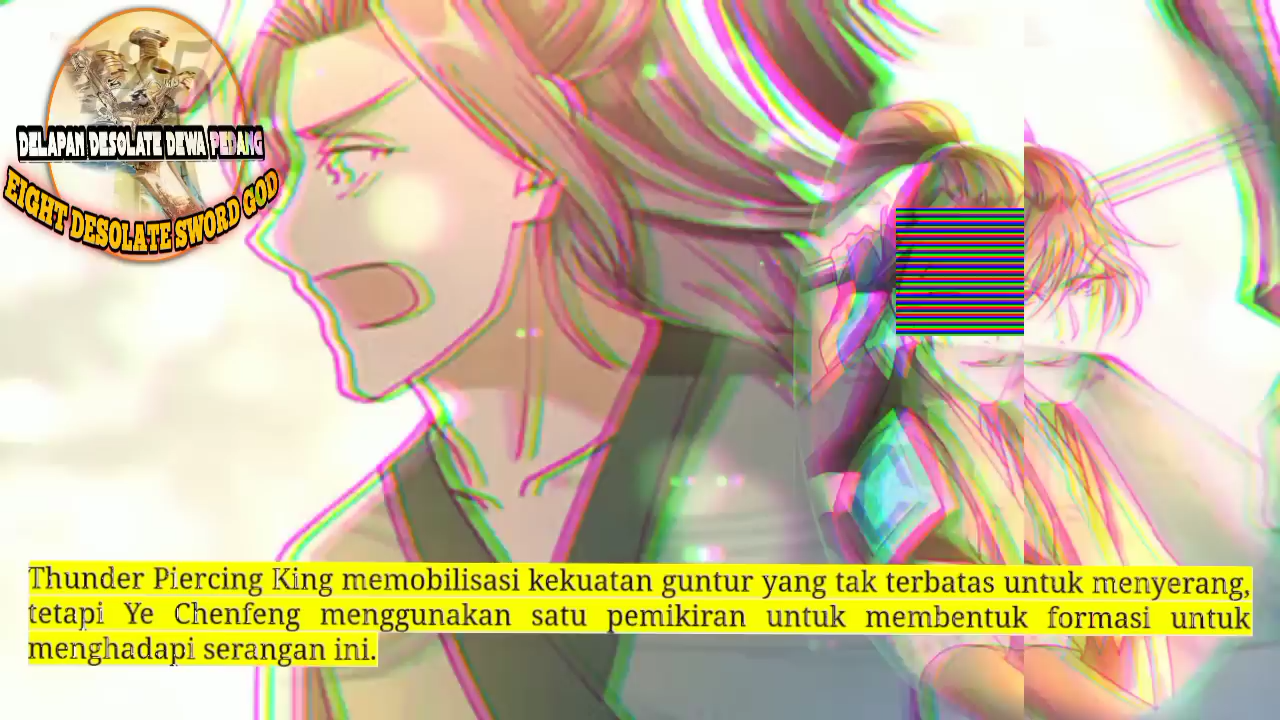 DELAPAN DESOLATE DEWA PEDANG
EIGHT DESOLATE SWORD GOD
Thunder Piercing King memobilisasi kekuatan guntur yang tak terbatas untuk menyerang,
tetapi Ye Chenfeng menggunakan satu pemikiran untuk membentuk formasi untuk
menghadapi serangan ini.